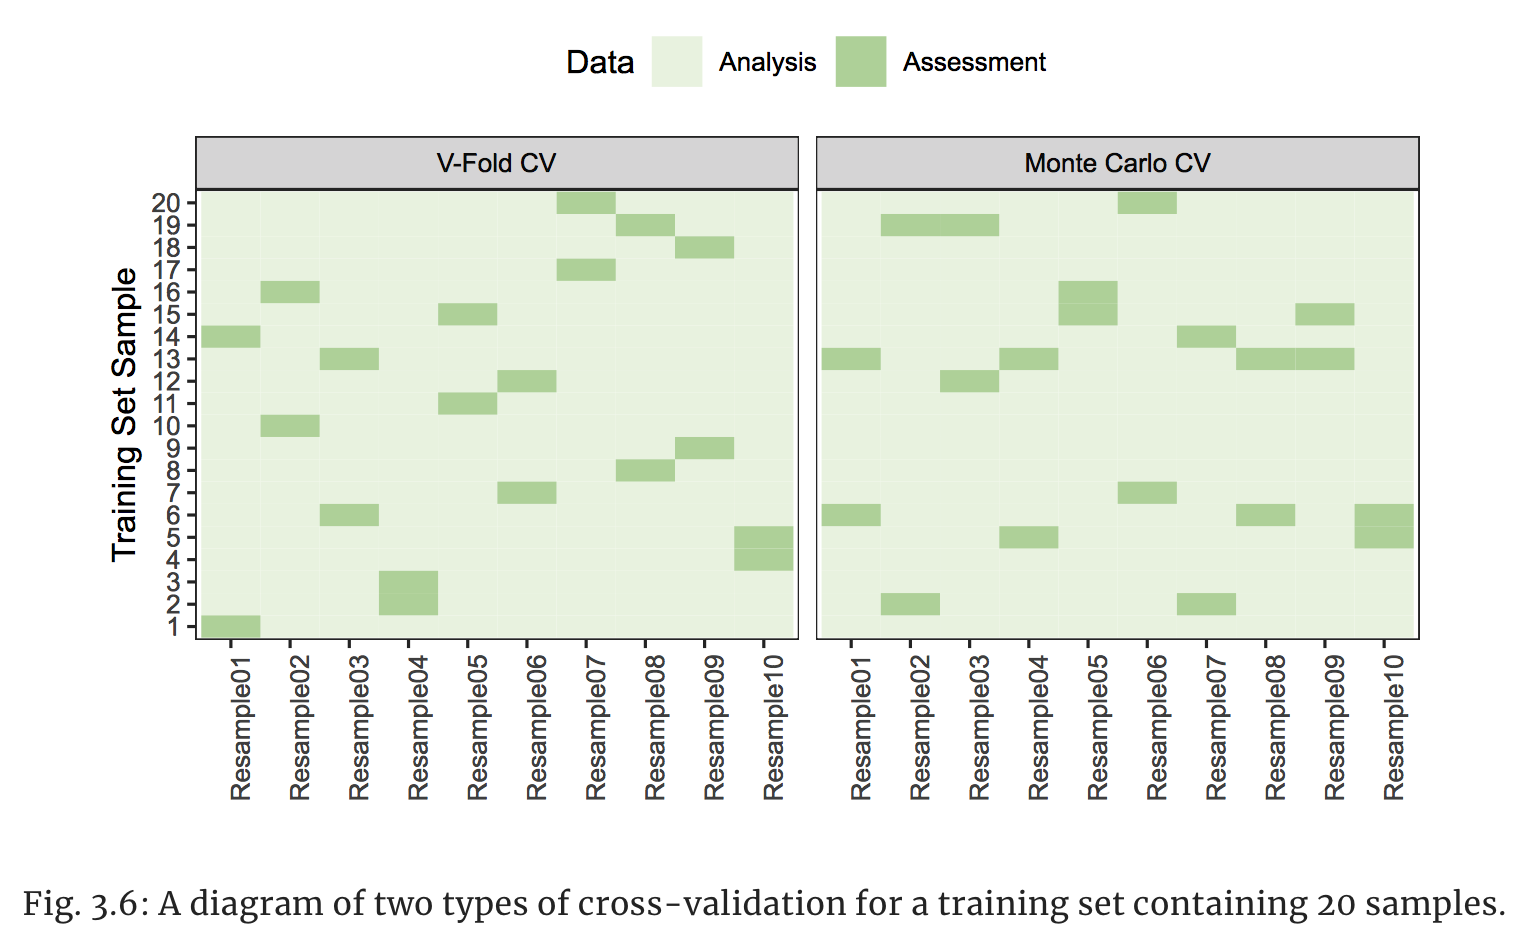 Data Analysis Assessment
V-Fold CV
Monte Carlo CV
Training Set Sample
20
19
18
17
16
15
14
13
12
11
10
9
8
7
6
5
4
3
2
1
Resample01
Resample02
Resample03
Resample04
Resample05
Resample06
Resample07
Resample08
Resample09
Resample10
Resample01
Resample02
Resample03
Resample04
Resample05
Resample06
Resample07
Resample08
Resample09
Resample10
Fig. 3.6: A diagram of two types of cross-validation for a training set containing 20 samples.